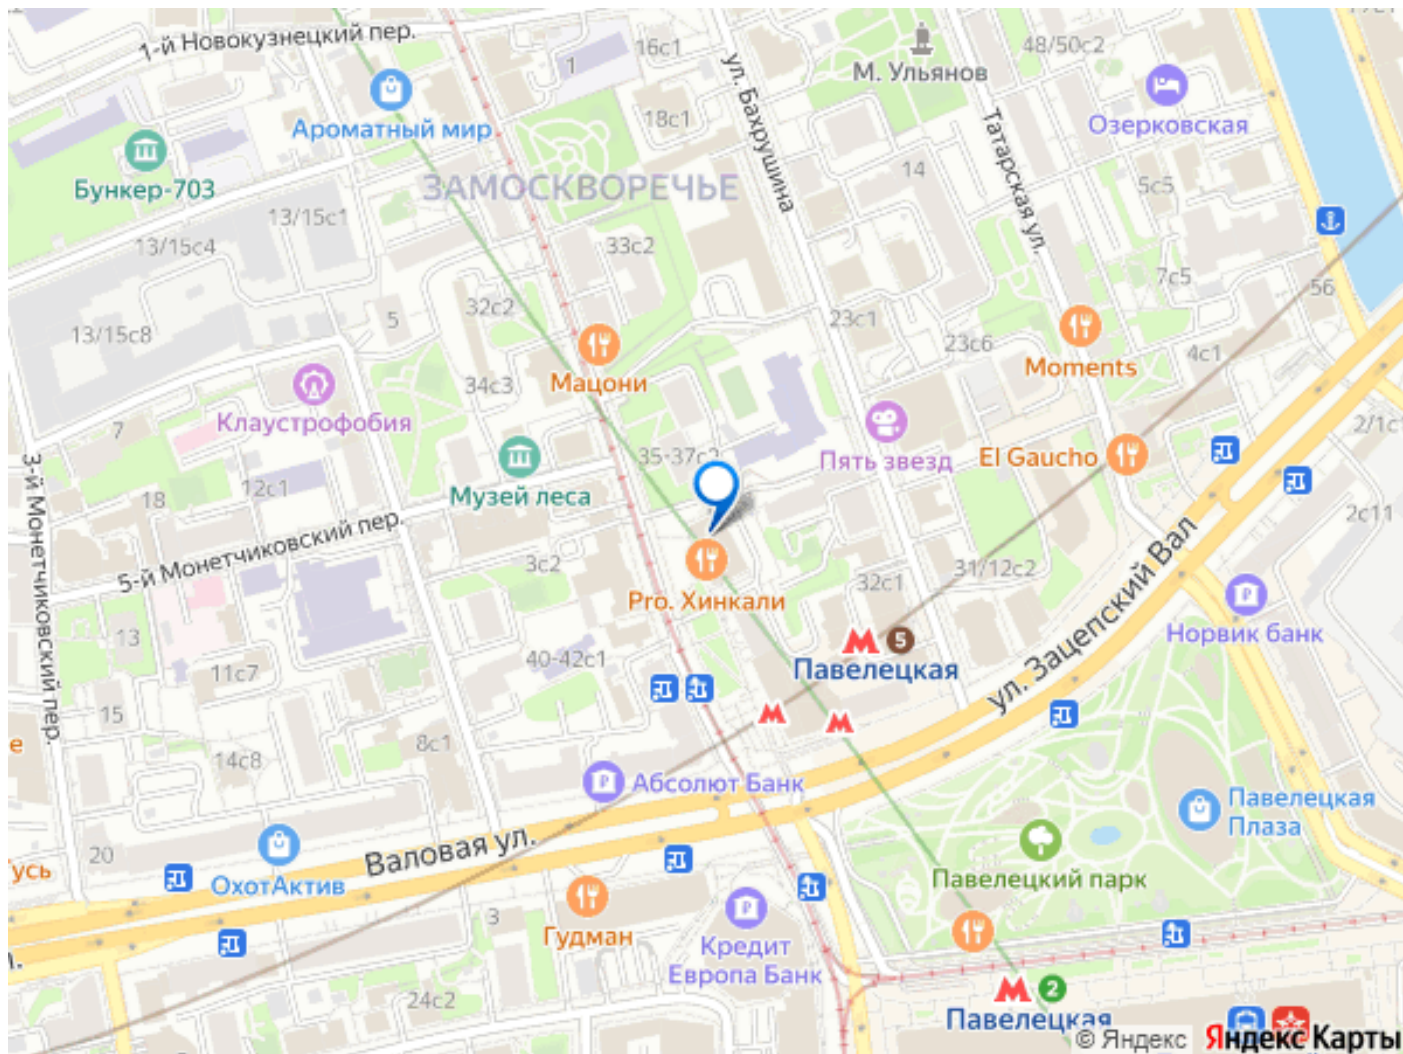 1-й Новокузнецкий пер.
16с1
1
ул. Бахрушина
М. Ульянов
48/50с2
Ароматный мир
18с1
Озерковская
Татарская ул.
Бункер-703
ЗАМОСКВОРЕЧЬЕ
14
5с5
13/15с1
13/15с4
33с2
7с5
56
32с2
5
13/15с8
23с1
23с6
4с1
Мацони
Moments
34с3
Клаустрофобия
7
2/1с1
35-37с2
Пять звезд
El Gaucho
3-й Монетчиковский пер.
12с1
18
Музей леса
2с11
5-й Монетчиковский пер.
3с2
32с1
31/12с2
ул. Зацепский Вал
Pro. Хинкали
13
5
Павелецкая
Норвик банк
11с7
40-42с1
15
8с1
14с8
е
Абсолют Банк
Павелецкая
Плаза
Валовая ул.
20
усь
ОхотАктив
Павелецкий парк
3
Гудман
Кредит
Европа Банк
л.
24с2
2
Павелецкая
© Яндекс Яндекс Карты